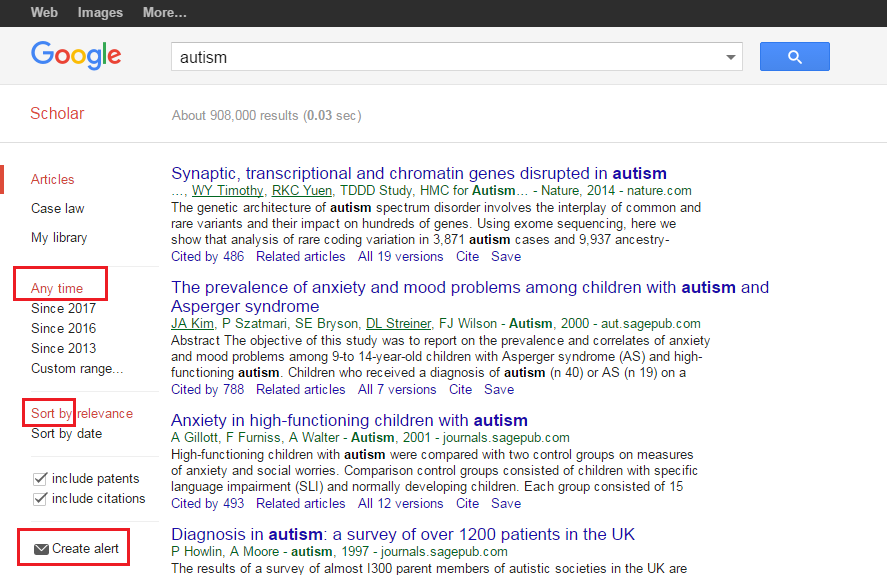 Web Images More...
Google
autism
Scholar
About 908,000 results (0.03 sec)
Articles
Case law
My library
Any time
Since 2017
Since 2016
Since 2013
Custom range...
Sort by relevance
Sort by date
include patents
include citations
Create alert
Synaptic, transcriptional and chromatin genes disrupted in autism
..., WY Timothy, RKC Yuen, TDDD Study, HMC for Autism... - Nature, 2014 - nature.com
The genetic architecture of autism spectrum disorder involves the interplay of common and
rare variants and their impact on hundreds of genes. Using exome sequencing, here we
show that analysis of rare coding variation in 3,871 autism cases and 9,937 ancestry-
Cited by 486 Related articles All 19 versions Cite Save
The prevalence of anxiety and mood problems among children with autism and
Asperger syndrome
JA Kim, P Szatmari, SE Bryson, DL Streiner, FJ Wilson - Autism, 2000 - aut.sagepub.com
Abstract The objective of this study was to report on the prevalence and correlates of anxiety
and mood problems among 9-to 14-year-old children with Asperger syndrome (AS) and high-
functioning autism. Children who received a diagnosis of autism (n 40) or AS (n 19) on a
Cited by 788 Related articles All 7 versions Cite Save
Anxiety in high-functioning children with autism
A Gillott, F Furniss, A Walter - Autism, 2001 - journals.sagepub.com
High-functioning children with autism were compared with two control groups on measures
of anxiety and social worries. Comparison control groups consisted of children with specific
language impairment (SLI) and normally developing children. Each group consisted of 15
Cited by 493 Related articles All 12 versions Cite Save
Diagnosis in autism: a survey of over 1200 patients in the UK
P Howlin, A Moore - autism, 1997 - journals.sagepub.com
The results of a survey of almost l300 parent members of autistic societies in the UK are